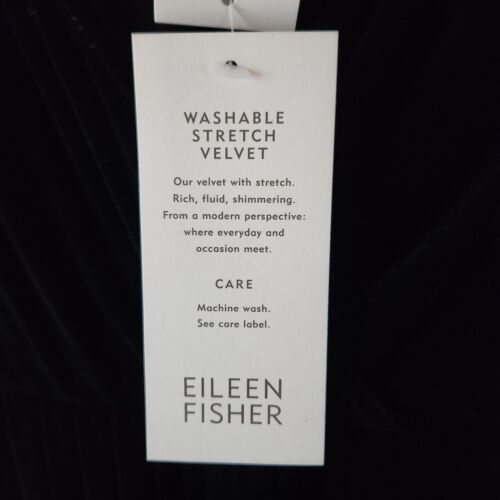 WASHABLE
STRETCH
VELVET
Our velvet with stretch.
Rich, fluid, shimmering.
From a modern perspective:
where everyday and
occasion meet.
CARE
Machine wash.
See care label.
EILEEN
FISHER